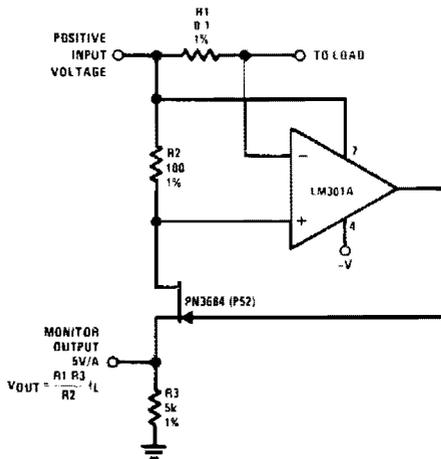 R1
0.1
1%
POSITIVE
INPUT
VOLTAGE
TO LOAD
R2
100
1%
−
+
7
LM301A
4
-V
PN3684 (P52)
MONITOR
OUTPUT
5V/A
VOUT = R1 R3 / R2 IL
R3
5k
1%